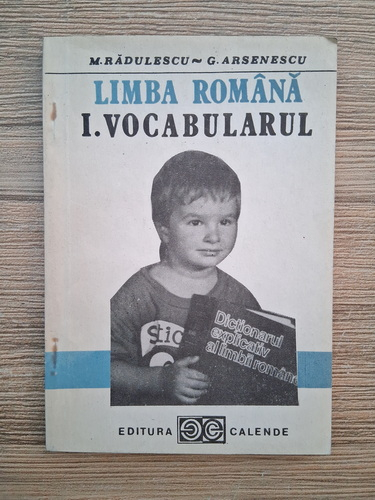 M.RĂDULESCU ~ G.ARSENESCU
LIMBA ROMÂNĂ
I.VOCABULARUL
Dicționarul
explicativ
al limbii române
EDITURA CALENDE